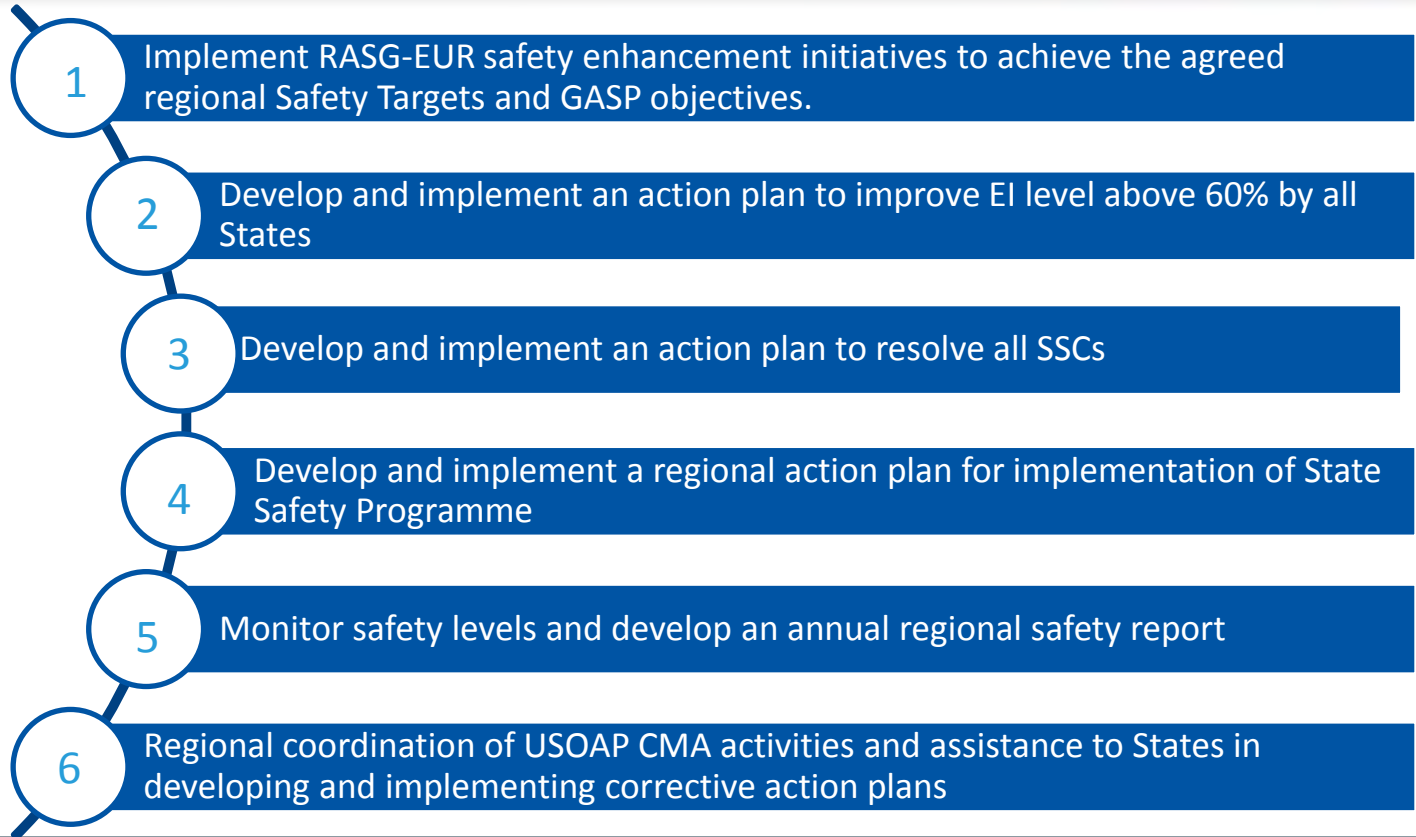 1
Implement RASG-EUR safety enhancement initiatives to achieve the agreed
regional Safety Targets and GASP objectives.
2
Develop and implement an action plan to improve EI level above 60% by all
States
3
Develop and implement an action plan to resolve all SSCs
4
Develop and implement a regional action plan for implementation of State
Safety Programme
5
Monitor safety levels and develop an annual regional safety report
6
Regional coordination of USOAP CMA activities and assistance to States in
developing and implementing corrective action plans